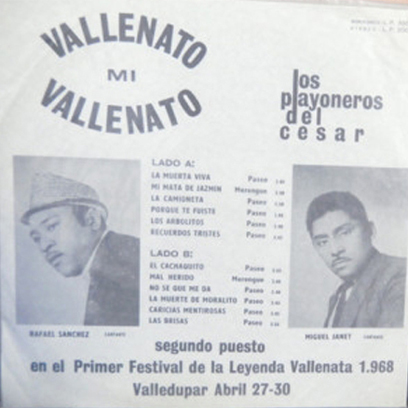 VALLENATO
MI
VALLENATO
los
playoneros
del
cesar
LADO A:
LA MUERTA VIVA Paseo
MI MATA DE JAZMIN Merengue
LA CAMIONETA Paseo
PORQUE TE FUISTE Paseo
LOS ARBOLITOS Paseo
RECUERDOS TRISTES Paseo
LADO B:
EL CACHAQUITO Paseo
MAL HERIDO Merengue
NO SE QUE ME DA Paseo
LA MUERTE DE MORALITO Paseo
CARICIAS MENTIROSAS Paseo
LAS BRISAS Paseo
RAFAEL SANCHEZ CANTANTE
MIGUEL JANET CANTANTE
segundo puesto
en el Primer Festival de la Leyenda Vallenata 1.968
Valledupar Abril 27-30